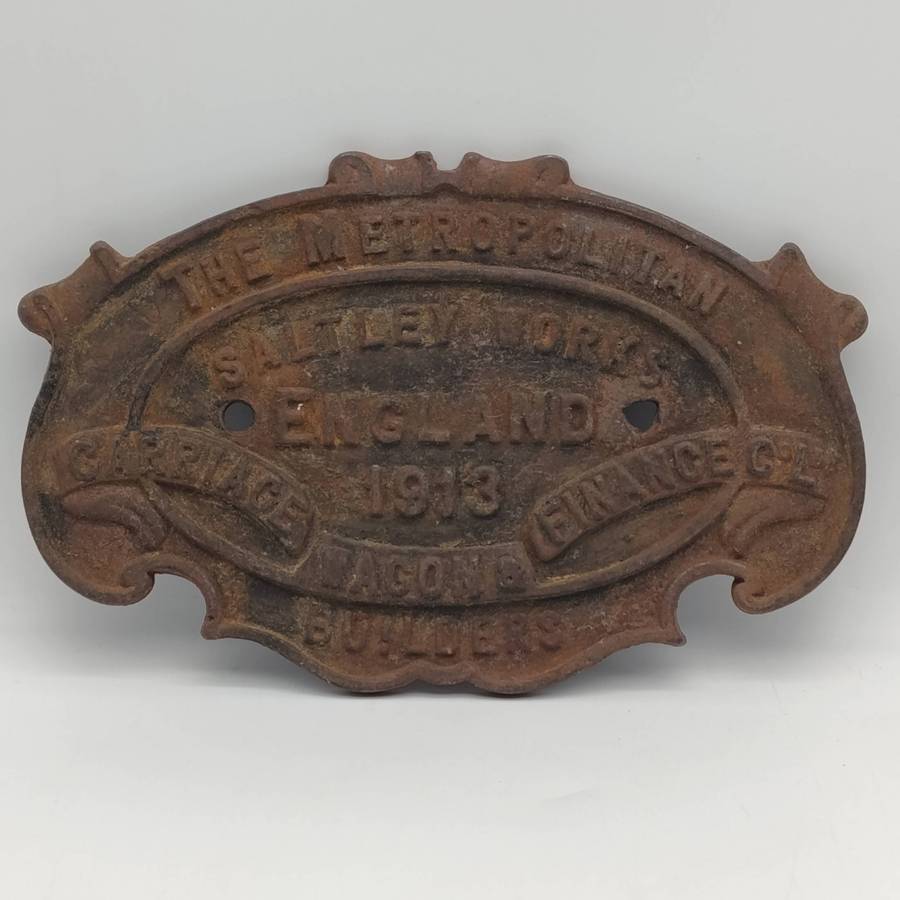 THE METROPOLITAN
SALTLEY WORKS
ENGLAND
1913
CARRIAGE WAGON & FINANCE
BUILDERS